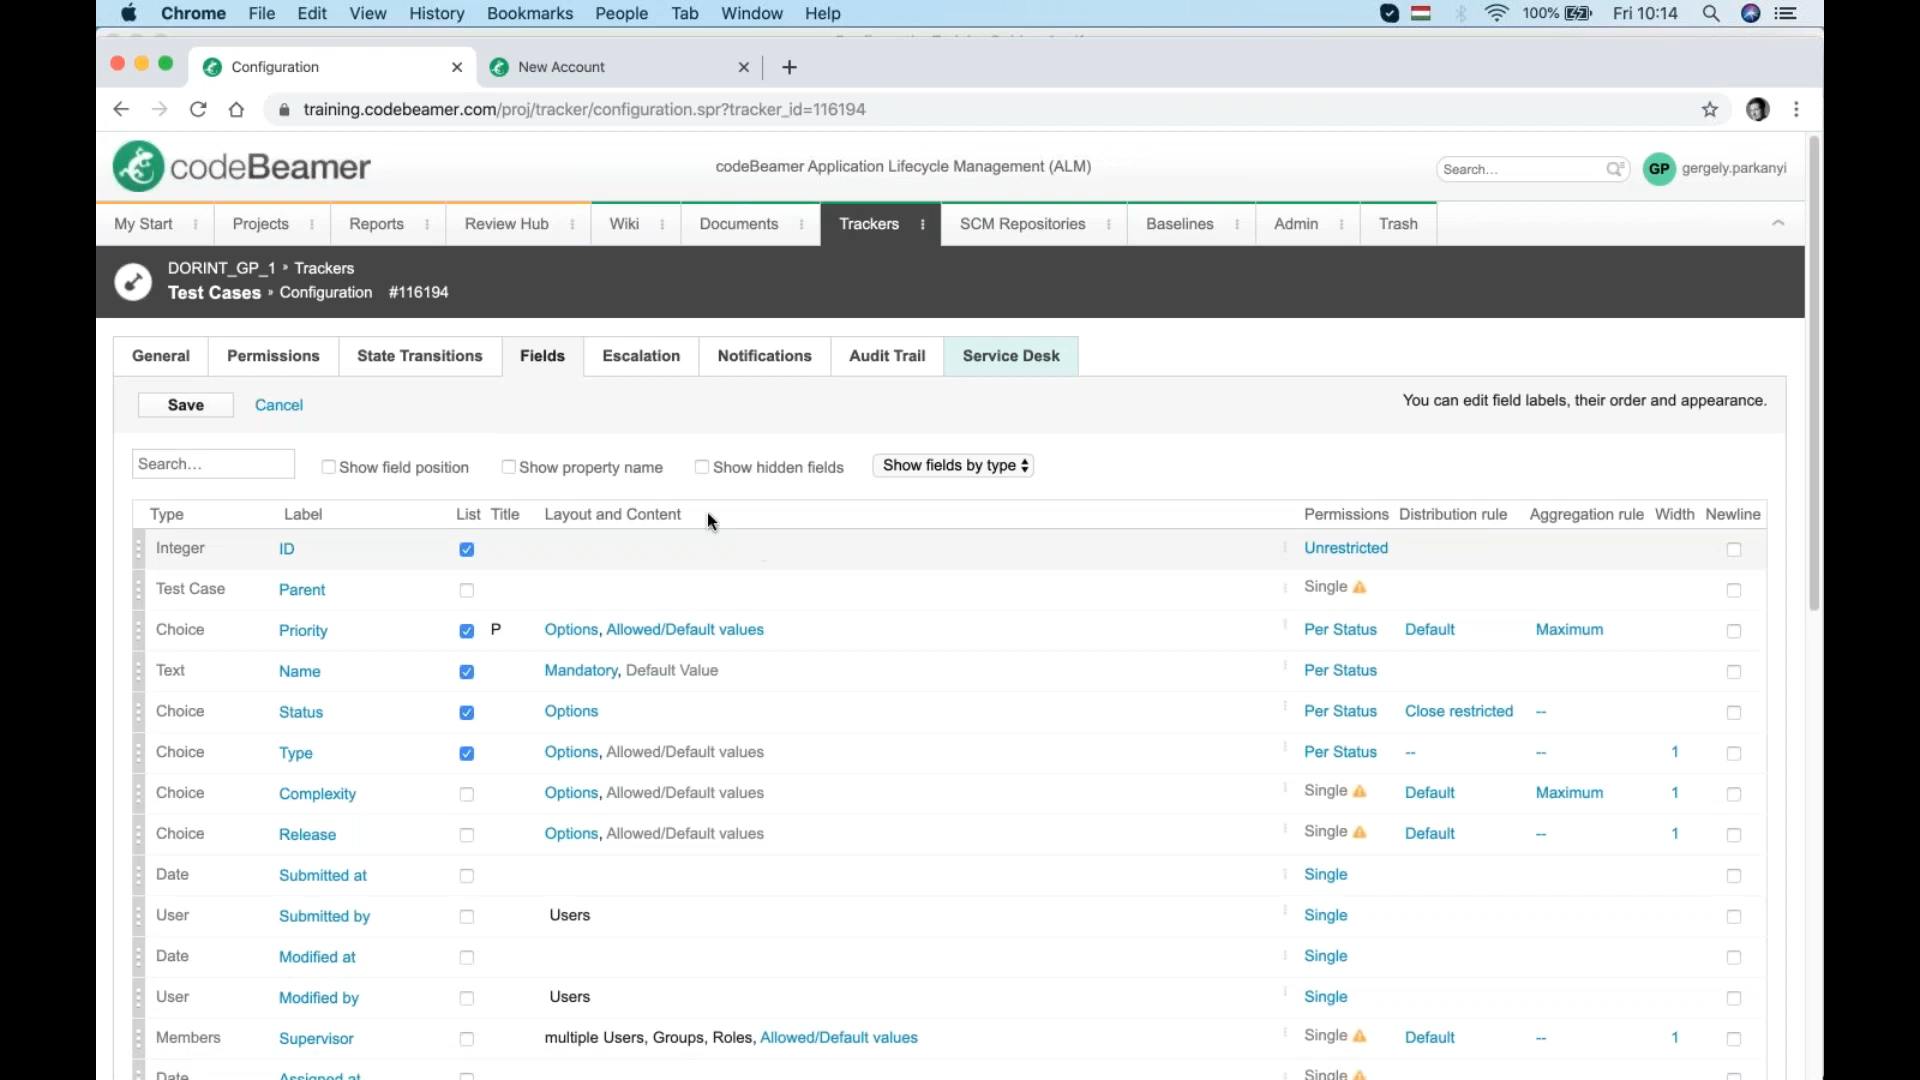 Chrome File Edit View History Bookmarks People Tab Window Help 100% Fri 10:14
Configuration New Account
training.codebeamer.com/proj/tracker/configuration.spr?tracker_id=116194
codeBeamer codeBeamer Application Lifecycle Management (ALM) Search... GP gergely.parkanyi
My Start Projects Reports Review Hub Wiki Documents Trackers SCM Repositories Baselines Admin Trash
DORINT_GP_1 » Trackers
Test Cases » Configuration #116194
General Permissions State Transitions Fields Escalation Notifications Audit Trail Service Desk
Save Cancel You can edit field labels, their order and appearance.
Search... Show field position Show property name Show hidden fields Show fields by type
Type Label List Title Layout and Content Permissions Distribution rule Aggregation rule Width Newline
Integer ID Unrestricted
Test Case Parent Single
Choice Priority P Options, Allowed/Default values Per Status Default Maximum
Text Name Mandatory, Default Value Per Status
Choice Status Options Per Status Close restricted --
Choice Type Options, Allowed/Default values Per Status -- -- 1
Choice Complexity Options, Allowed/Default values Single Default Maximum 1
Choice Release Options, Allowed/Default values Single Default -- 1
Date Submitted at Single
User Submitted by Users Single
Date Modified at Single
User Modified by Users Single
Members Supervisor multiple Users, Groups, Roles, Allowed/Default values Single Default -- 1
Date Assigned at Single